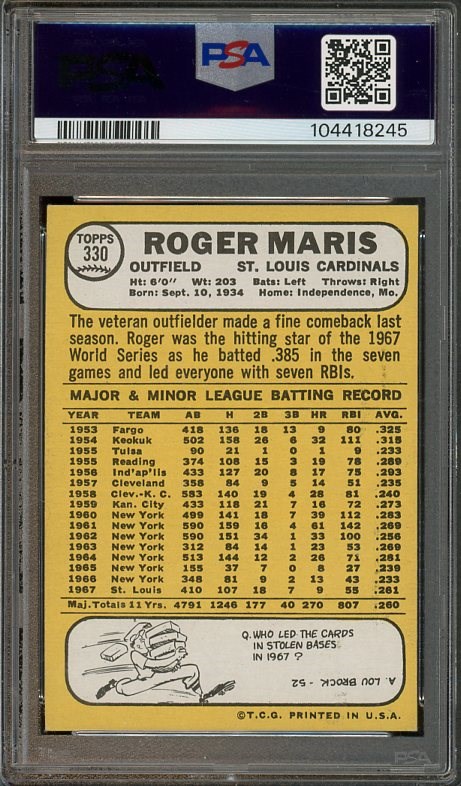 PSA
PSA
104418245
TOPPS
330
ROGER MARIS
OUTFIELD ST. LOUIS CARDINALS
Ht: 6'0" Wt: 203 Bats: Left Throws: Right
Born: Sept. 10, 1934 Home: Independence, Mo.
The veteran outfielder made a fine comeback last
season. Roger was the hitting star of the 1967
World Series as he batted .385 in the seven
games and led everyone with seven RBIs.
MAJOR & MINOR LEAGUE BATTING RECORD
YEAR TEAM AB H 2B 3B HR RBI AVG.
1953 Fargo 418 136 18 13 9 80 .325
1954 Keokuk 502 158 26 6 32 111 .315
1955 Tulsa 90 21 1 0 1 9 .233
1955 Reading 374 108 15 3 19 78 .289
1956 Ind'ap'lis 433 127 20 8 17 75 .293
1957 Cleveland 358 84 9 5 14 51 .235
1958 Clev.-K. C. 583 140 19 4 28 81 .240
1959 Kan. City 433 118 21 7 16 72 .273
1960 New York 499 141 18 7 39 112 .283
1961 New York 590 159 16 4 61 142 .269
1962 New York 590 151 34 1 33 100 .256
1963 New York 312 84 14 1 23 53 .269
1964 New York 513 144 12 2 26 71 .281
1965 New York 155 37 7 0 8 27 .239
1966 New York 348 81 9 2 13 43 .233
1967 St. Louis 410 107 18 7 9 55 .261
Maj. Totals 11 Yrs. 4791 1246 177 40 270 807 .260
Q. WHO LED THE CARDS
IN STOLEN BASES
IN 1967 ?
A. LOU BROCK - 52
©T.C.G. PRINTED IN U.S.A.
PSA